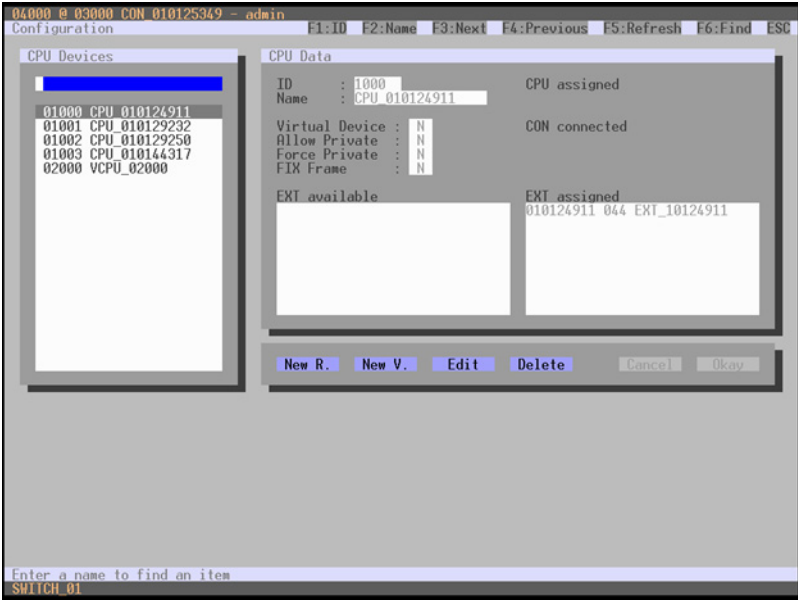 04000 @ 03000 CON_010125349 - admin
Configuration F1:ID F2:Name F3:Next F4:Previous F5:Refresh F6:Find ESC
CPU Devices
01000 CPU_010124911
01001 CPU_010129232
01002 CPU_010129250
01003 CPU_010144317
02000 VCPU_02000
CPU Data
ID : 1000 CPU assigned
Name : CPU_010124911
Virtual Device : N CON connected
Allow Private : N
Force Private : N
FIX Frame : N
EXT available EXT assigned
010124911 044 EXT_10124911
New R. New V. Edit Delete Cancel Okay
Enter a name to find an item
SWITCH_01